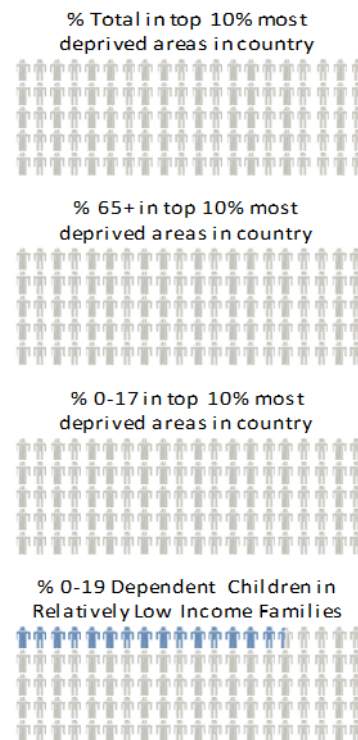 % Total in top 10% most
deprived areas in country
% 65+ in top 10% most
deprived areas in country
% 0-17 in top 10% most
deprived areas in country
% 0-19 Dependent Children in
Relatively Low Income Families